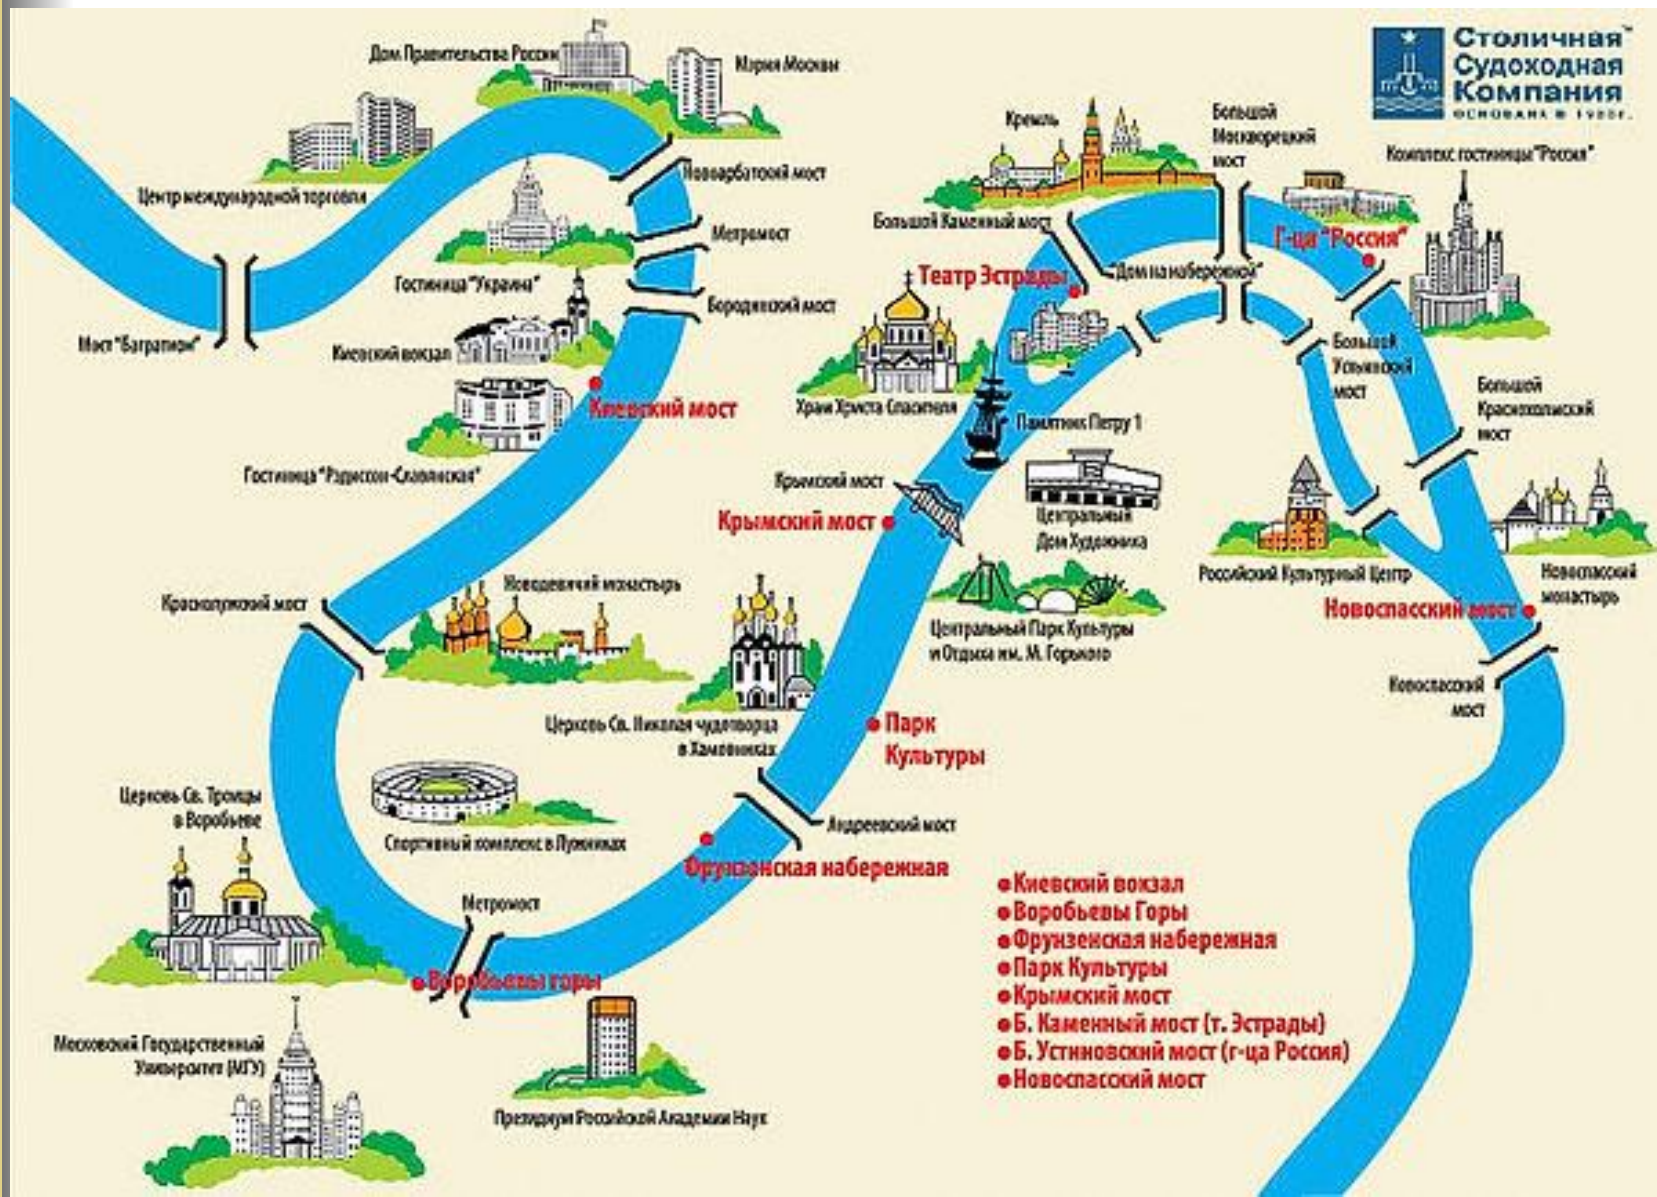 Столичная
Судоходная
Компания
Дом Правительства России
Мэрия Москвы
Центр международной торговли
Новоарбатский мост
Метромост
Гостиница "Украина"
Бородинский мост
Мост "Багратион"
Киевский вокзал
Киевский мост
Гостиница "Рэдиссон-Славянская"
Кремль
Большой
Москворецкий
мост
Комплекс гостиницы "Россия"
Большой Каменный мост
Г-ца "Россия"
Театр Эстрады
"Дом на набережной"
Большой
Устьинский
мост
Храм Христа Спасителя
Памятник Петру 1
Большой
Краснохолмский
мост
Крымский мост
Крымский мост
Центральный
Дом Художника
Российский Культурный Центр
Новоспасский
монастырь
Новоспасский мост
Новоспасский
мост
Центральный Парк Культуры
и Отдыха им. М. Горького
Краснолужский мост
Новодевичий монастырь
Церковь Св. Николая чудотворца
в Хамовниках
Парк
Культуры
Церковь Св. Троицы
в Воробьеве
Спортивный комплекс в Лужниках
Андреевский мост
Фрунзенская набережная
Метромост
Воробьевы горы
Московский Государственный
Университет (МГУ)
Президиум Российской Академии Наук
Киевский вокзал
Воробьевы Горы
Фрунзенская набережная
Парк Культуры
Крымский мост
Б. Каменный мост (т. Эстрады)
Б. Устиновский мост (г-ца Россия)
Новоспасский мост